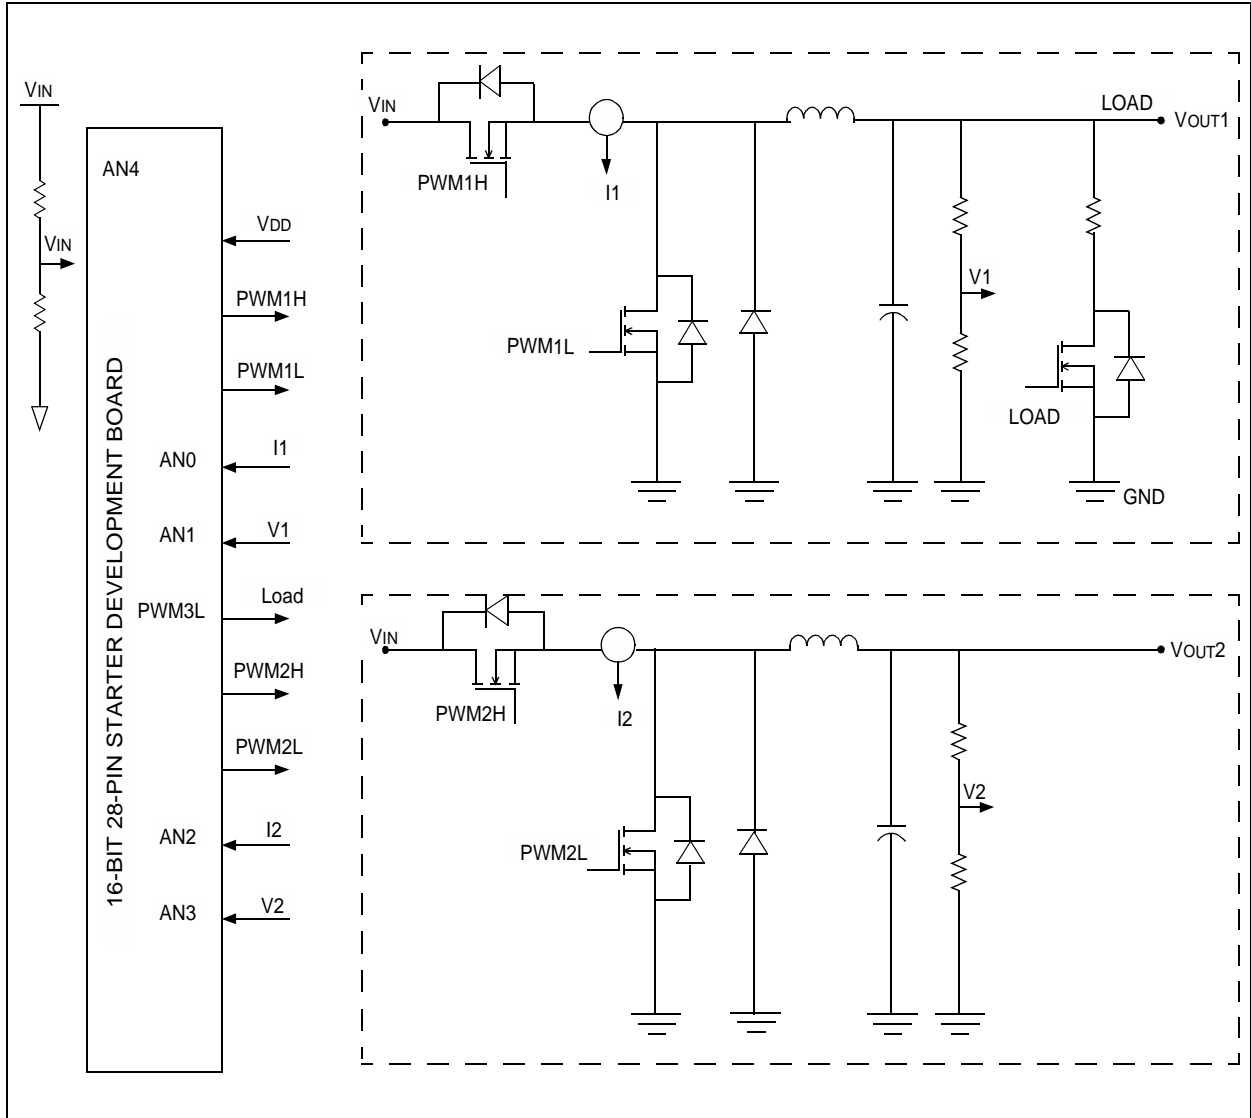 VIN
VIN
AN4
VDD
PWM1H
PWM1L
AN0
I1
AN1
V1
PWM3L
Load
PWM2H
PWM2L
AN2
I2
AN3
V2
16-BIT 28-PIN STARTER DEVELOPMENT BOARD
VIN
PWM1H
I1
LOAD
VOUT1
PWM1L
V1
LOAD
GND
VIN
PWM2H
I2
VOUT2
PWM2L
V2